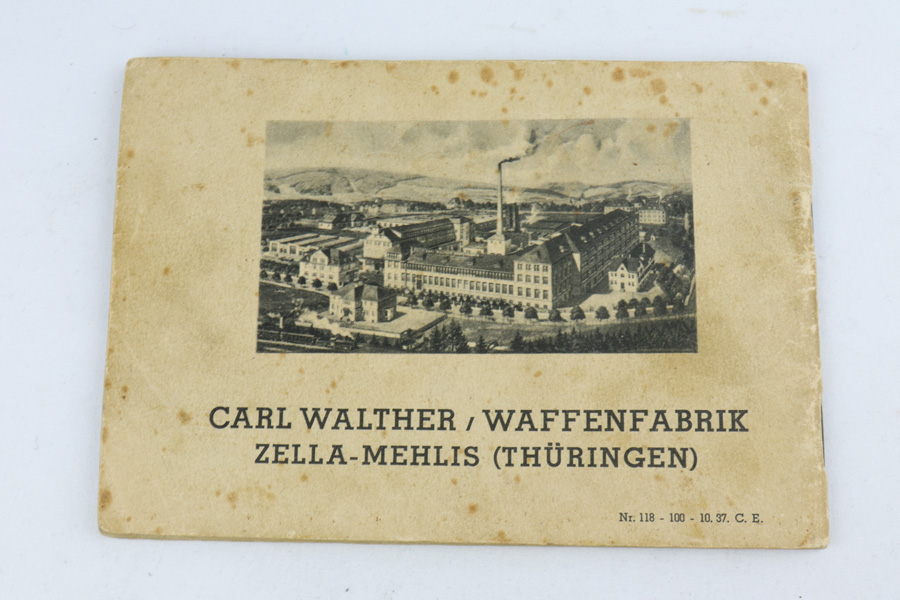 CARL WALTHER / WAFFENFABRIK
ZELLA-MEHLIS (THÜRINGEN)
Nr. 118 - 100 - 10. 37. C. E.